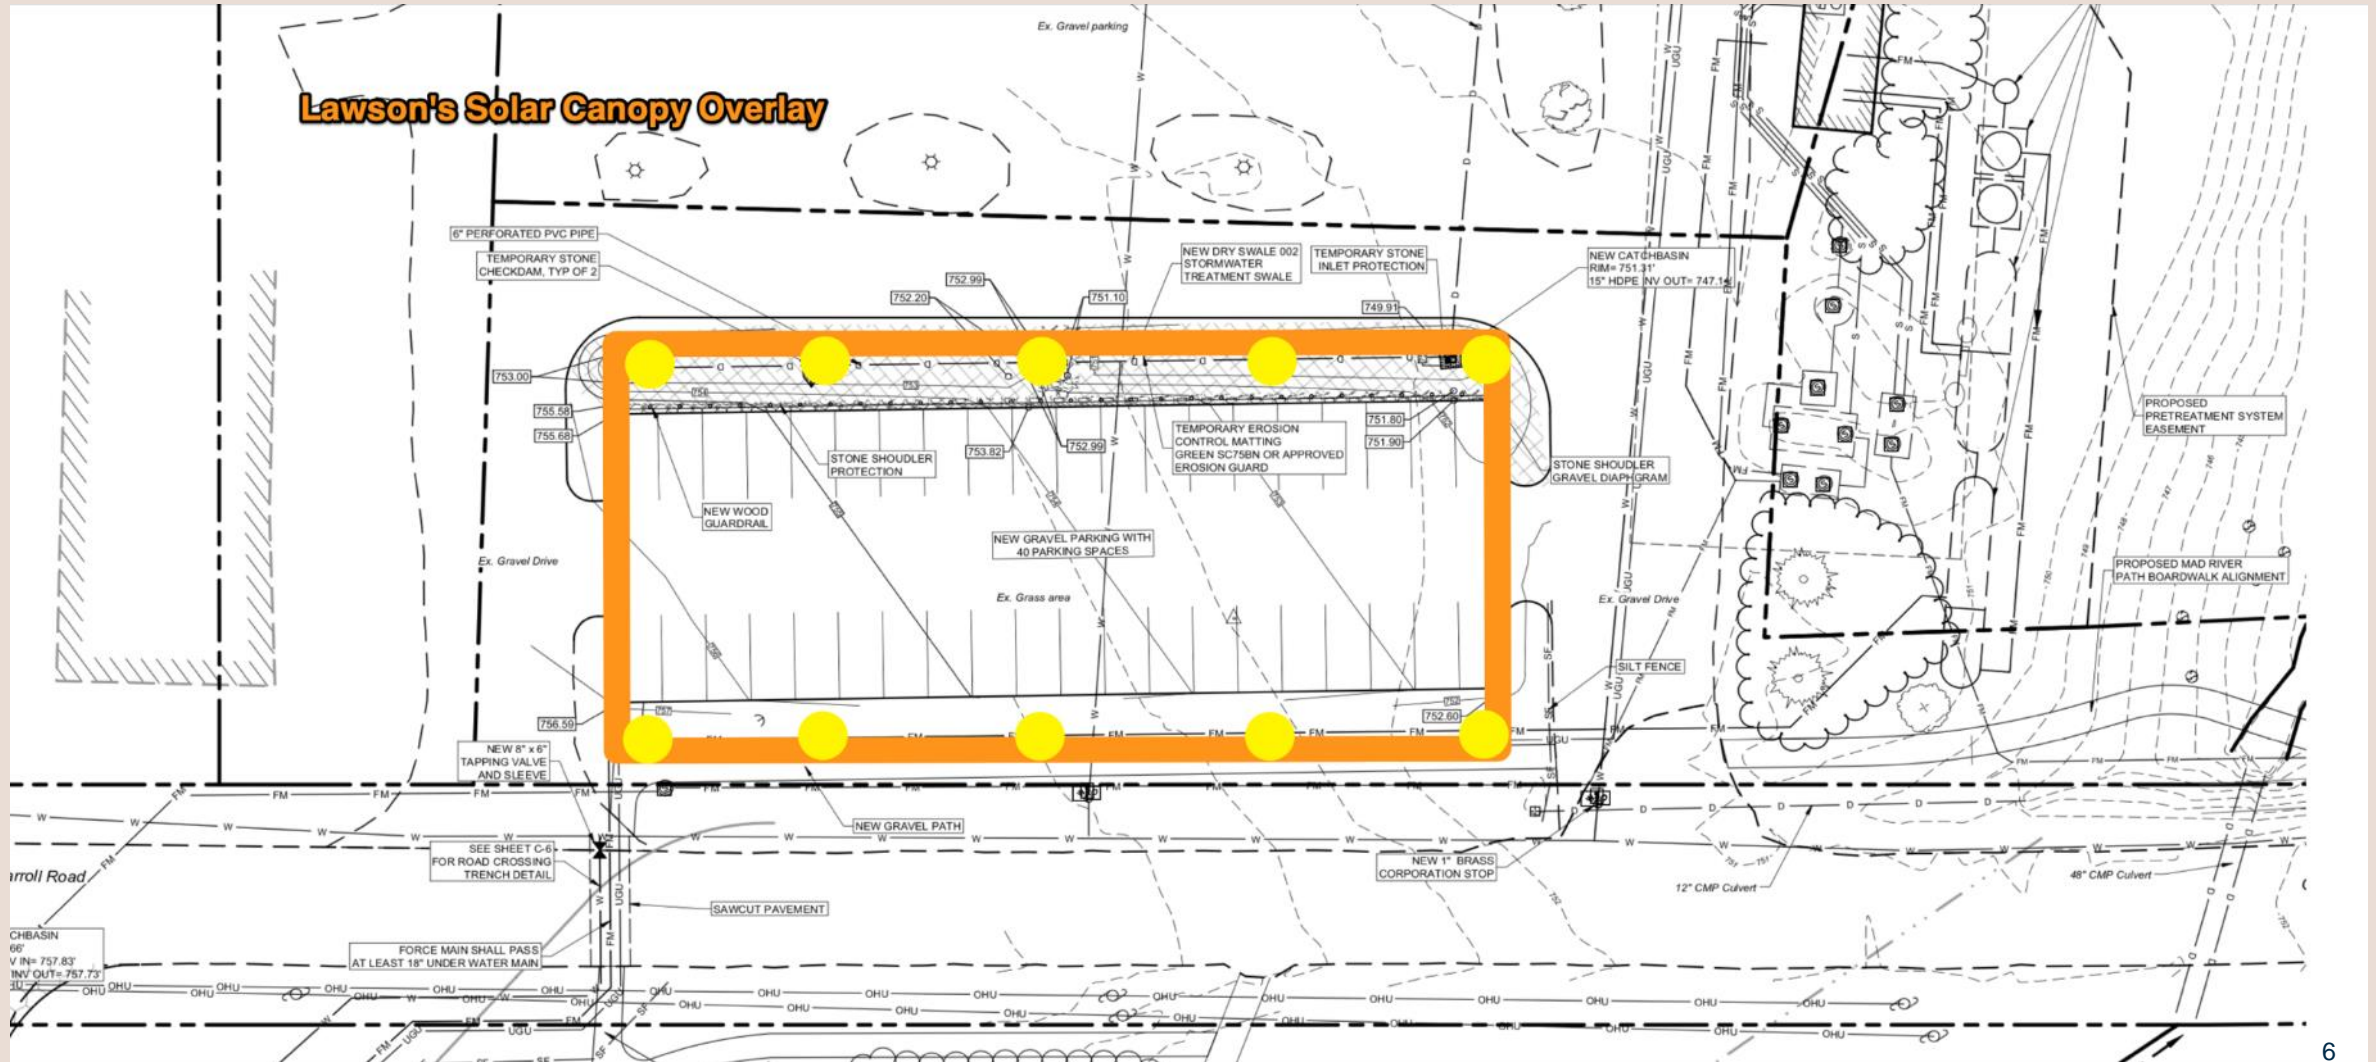 Ex. Gravel parking
Lawson's Solar Canopy Overlay
6" PERFORATED PVC PIPE
TEMPORARY STONE
CHECKDAM, TYP OF 2
752.99
752.20
751.10
NEW DRY SWALE 002
STORMWATER
TREATMENT SWALE
TEMPORARY STONE
INLET PROTECTION
749.91
NEW CATCHBASIN
RIM= 751.31'
15" HDPE INV OUT= 747.1
753.00
755.58
755.68
753.82
752.99
751.80
751.90
STONE SHOUDLER
PROTECTION
TEMPORARY EROSION
CONTROL MATTING
GREEN SC75BN OR APPROVED
EROSION GUARD
STONE SHOUDLER
GRAVEL DIAPHGRAM
PROPOSED
PRETREATMENT SYSTEM
EASEMENT
NEW WOOD
GUARDRAIL
NEW GRAVEL PARKING WITH
40 PARKING SPACES
Ex. Gravel Drive
Ex. Grass area
Ex. Gravel Drive
PROPOSED MAD RIVER
PATH BOARDWALK ALIGNMENT
SILT FENCE
756.59
752.60
NEW 8" x 6"
TAPPING VALVE
AND SLEEVE
NEW GRAVEL PATH
SEE SHEET C-6
FOR ROAD CROSSING
TRENCH DETAIL
NEW 1" BRASS
CORPORATION STOP
12" CMP Culvert
48" CMP Culvert
rroll Road
SAWCUT PAVEMENT
FORCE MAIN SHALL PASS
AT LEAST 18" UNDER WATER MAIN
CHBASIN
66'
V IN= 757.83'
INV OUT= 757.73'
6